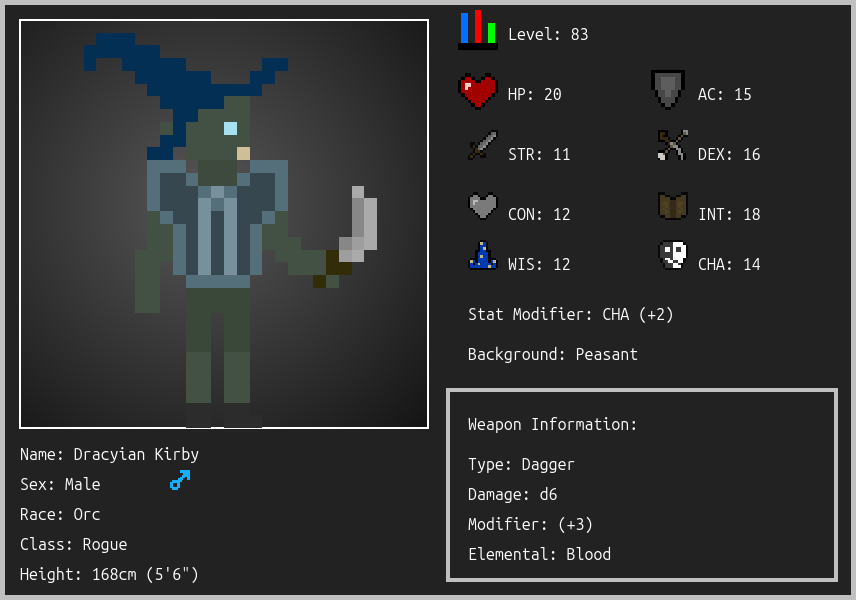 Level: 83
HP: 20
AC: 15
STR: 11
DEX: 16
CON: 12
INT: 18
WIS: 12
CHA: 14
Stat Modifier: CHA (+2)
Background: Peasant
Weapon Information:
Type: Dagger
Damage: d6
Modifier: (+3)
Elemental: Blood
Name: Dracyian Kirby
Sex: Male
Race: Orc
Class: Rogue
Height: 168cm (5'6")